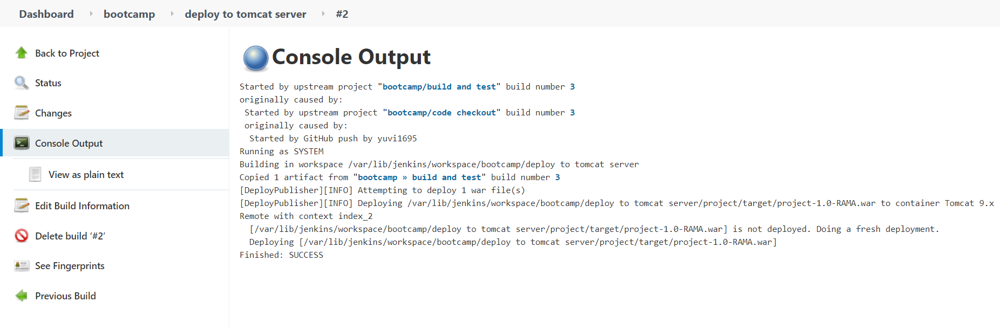 Dashboard bootcamp deploy to tomcat server #2
Back to Project
Status
Changes
Console Output
View as plain text
Edit Build Information
Delete build ‘#2’
See Fingerprints
Previous Build
Console Output
Started by upstream project "bootcamp/build and test" build number 3
originally caused by:
Started by upstream project "bootcamp/code checkout" build number 3
originally caused by:
Started by GitHub push by yuvi1695
Running as SYSTEM
Building in workspace /var/lib/jenkins/workspace/bootcamp/deploy to tomcat server
Copied 1 artifact from "bootcamp » build and test" build number 3
[DeployPublisher][INFO] Attempting to deploy 1 war file(s)
[DeployPublisher][INFO] Deploying /var/lib/jenkins/workspace/bootcamp/deploy to tomcat server/project/target/project-1.0-RAMA.war to container Tomcat 9.x
Remote with context index_2
[/var/lib/jenkins/workspace/bootcamp/deploy to tomcat server/project/target/project-1.0-RAMA.war] is not deployed. Doing a fresh deployment.
Deploying [/var/lib/jenkins/workspace/bootcamp/deploy to tomcat server/project/target/project-1.0-RAMA.war]
Finished: SUCCESS